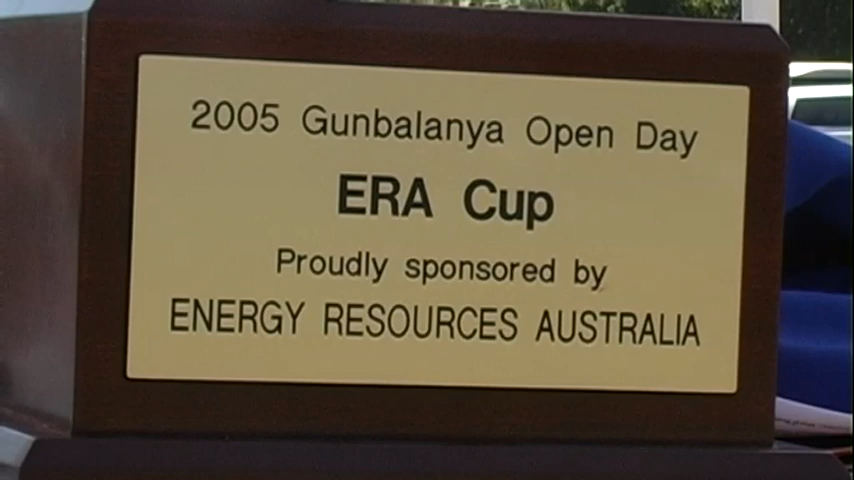 2005 Gunbalanya Open Day
ERA Cup
Proudly sponsored by
ENERGY RESOURCES AUSTRALIA